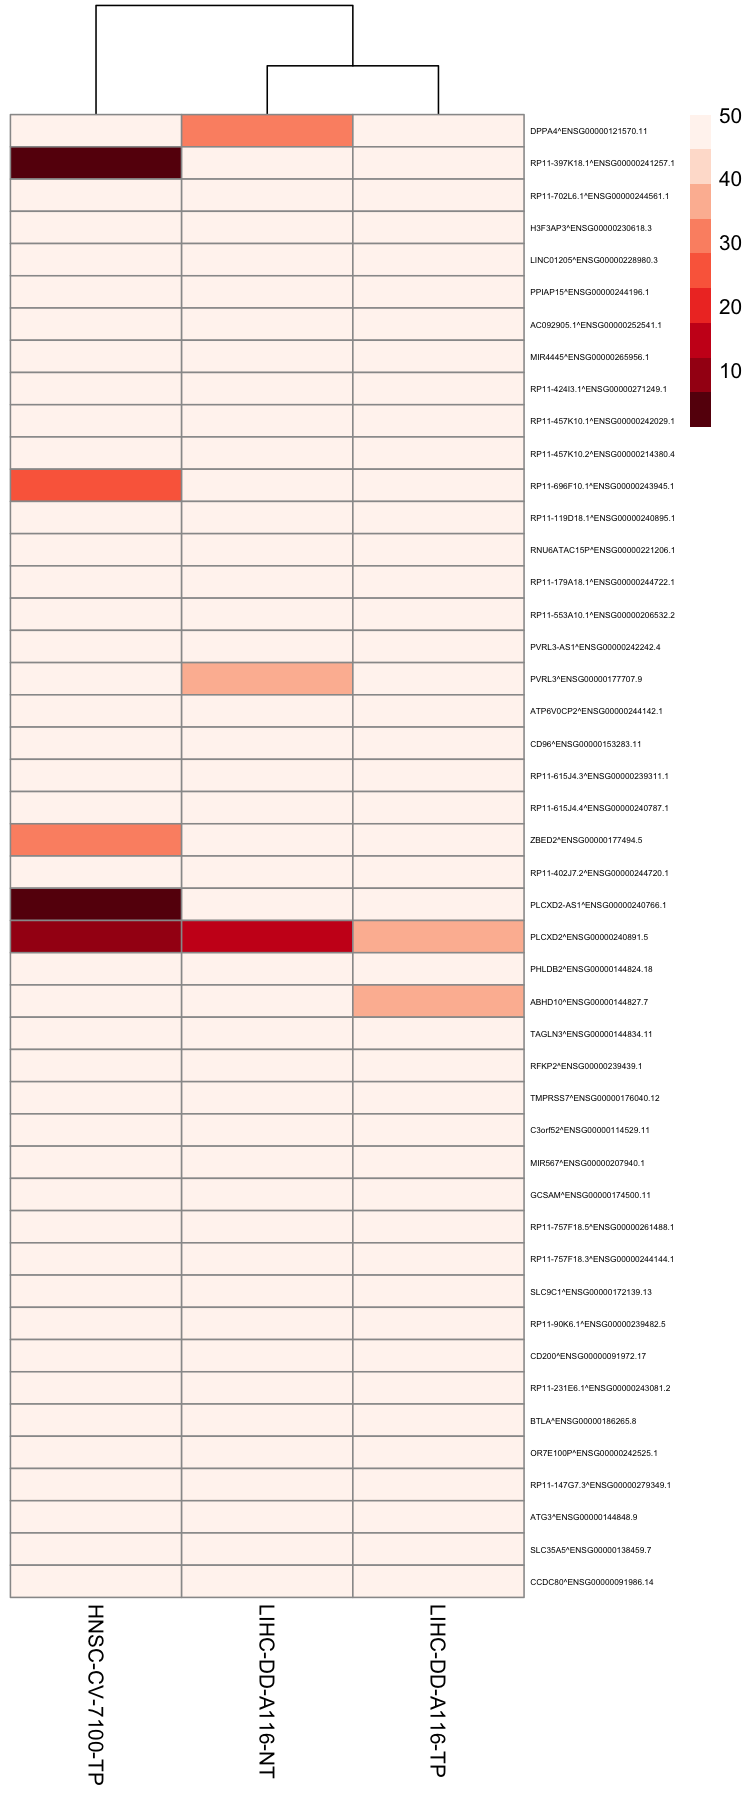 DPPA4^ENSG00000121570.11
RP11-397K18.1^ENSG00000241257.1
RP11-702L6.1^ENSG00000244561.1
H3F3AP3^ENSG00000230618.3
LINC01205^ENSG00000228980.3
PPIAP15^ENSG00000244196.1
AC092905.1^ENSG00000252541.1
MIR4445^ENSG00000265956.1
RP11-424I3.1^ENSG00000271249.1
RP11-457K10.1^ENSG00000242029.1
RP11-457K10.2^ENSG00000214380.4
RP11-696F10.1^ENSG00000243945.1
RP11-119D18.1^ENSG00000240895.1
RNU6ATAC15P^ENSG00000221206.1
RP11-179A18.1^ENSG00000244722.1
RP11-553A10.1^ENSG00000206532.2
PVRL3-AS1^ENSG00000242242.4
PVRL3^ENSG00000177707.9
ATP6V0CP2^ENSG00000244142.1
CD96^ENSG00000153283.11
RP11-615J4.3^ENSG00000239311.1
RP11-615J4.4^ENSG00000240787.1
ZBED2^ENSG00000177494.5
RP11-402J7.2^ENSG00000244720.1
PLCXD2-AS1^ENSG00000240766.1
PLCXD2^ENSG00000240891.5
PHLDB2^ENSG00000144824.18
ABHD10^ENSG00000144827.7
TAGLN3^ENSG00000144834.11
RFKP2^ENSG00000239439.1
TMPRSS7^ENSG00000176040.12
C3orf52^ENSG00000114529.11
MIR567^ENSG00000207940.1
GCSAM^ENSG00000174500.11
RP11-757F18.5^ENSG00000261488.1
RP11-757F18.3^ENSG00000244144.1
SLC9C1^ENSG00000172139.13
RP11-90K6.1^ENSG00000239482.5
CD200^ENSG00000091972.17
RP11-231E6.1^ENSG00000243081.2
BTLA^ENSG00000186265.8
OR7E100P^ENSG00000242525.1
RP11-147G7.3^ENSG00000279349.1
ATG3^ENSG00000144848.9
SLC35A5^ENSG00000138459.7
CCDC80^ENSG00000091986.14
50
40
30
20
10
HNSC-CV-7100-TP
LIHC-DD-A116-NT
LIHC-DD-A116-TP